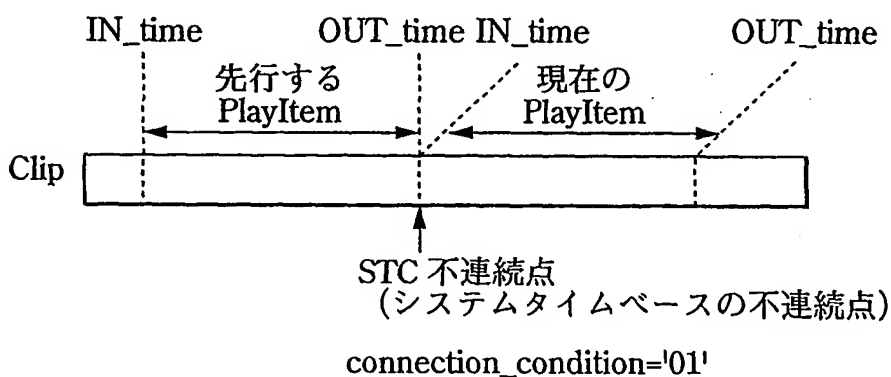 IN_time OUT_time IN_time OUT_time
先行する 現在の
PlayItem PlayItem
Clip
STC 不連続点
(システムタイムベースの不連続点)
connection_condition='01'